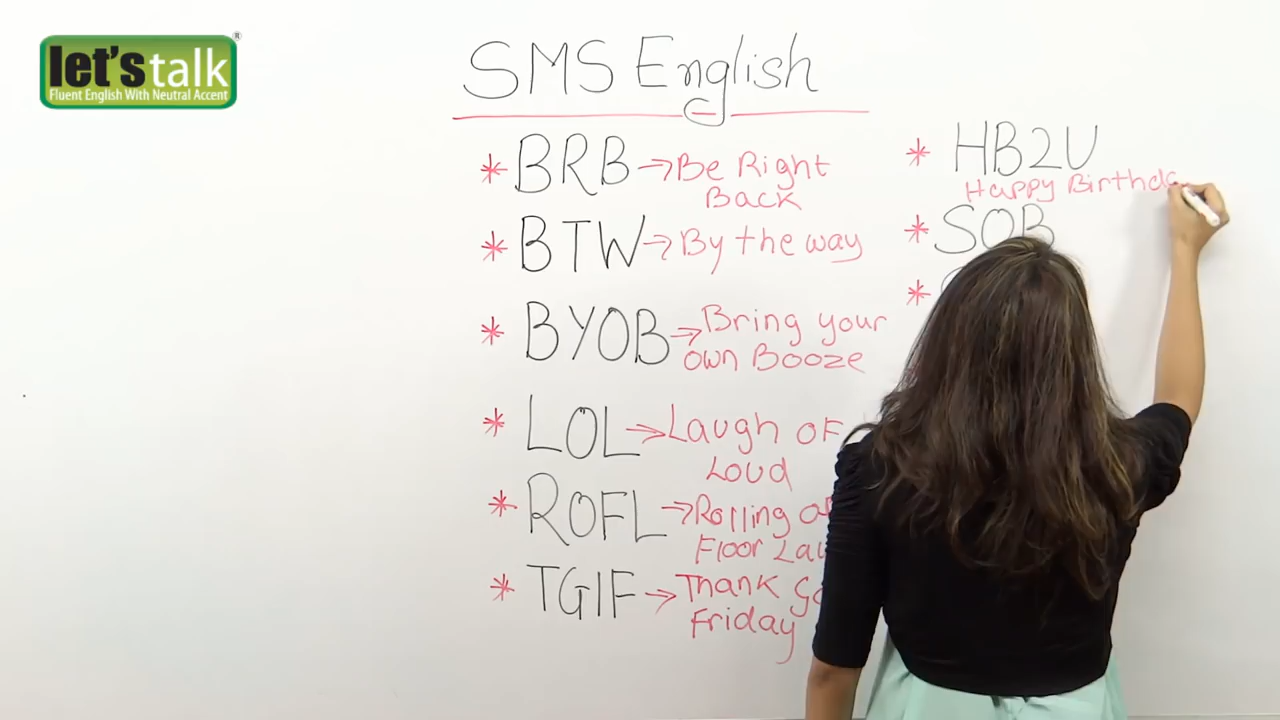 let's talk ®
Fluent English With Neutral Accent
SMS English
* BRB → Be Right
Back
* BTW → By the way
* BYOB → Bring your
own Booze
* LOL → Laugh OF
Loud
* ROFL → Rolling
Floor
* TGIF → Thank
Friday
* HB2U
Happy
* SOB
*